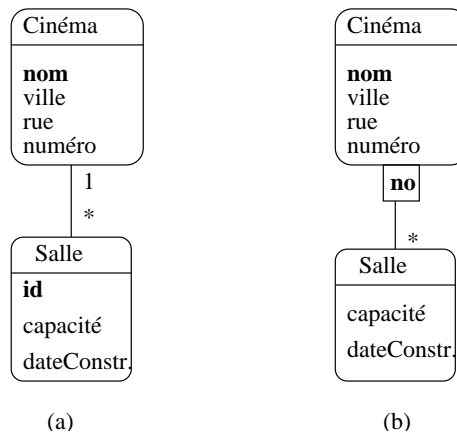 Cinéma
nom
ville
rue
numéro
1
*
Salle
id
capacité
dateConstr.
(a)
Cinéma
nom
ville
rue
numéro
no
*
Salle
capacité
dateConstr.
(b)